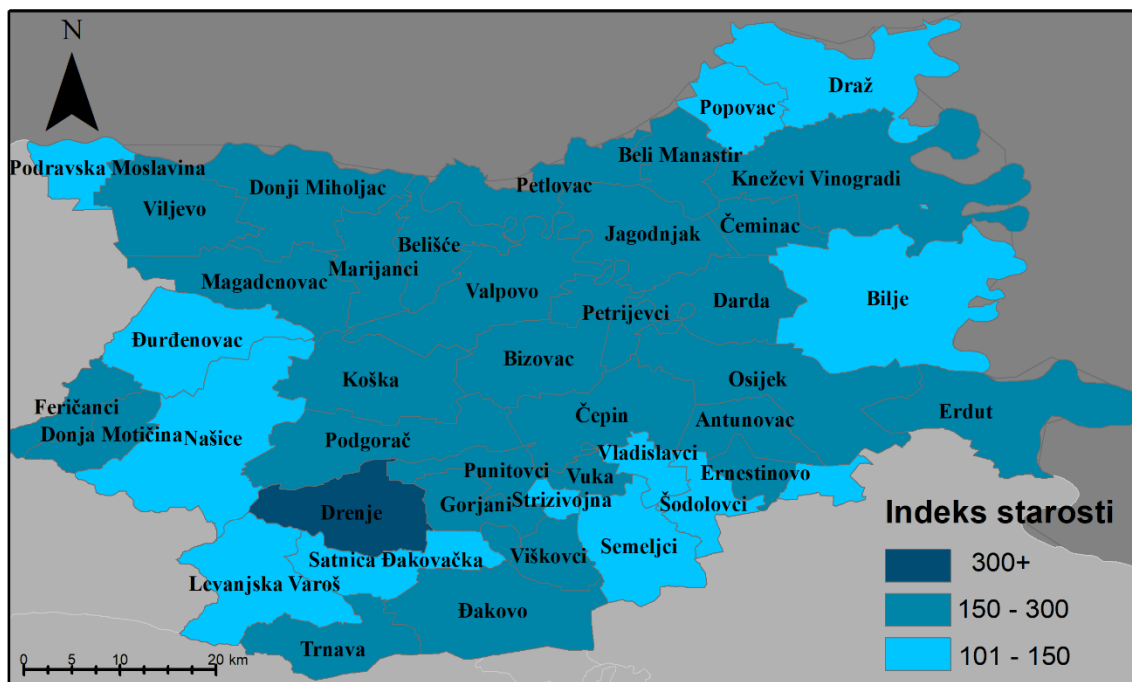 N
Draž
Popovac
Beli Manastir
Podravska Moslavina
Donji Miholjac
Petlovac
Kneževi Vinogradi
Viljevo
Čeminac
Jagodnjak
Belišće
Marijanci
Magadenovac
Valpovo
Bilje
Darda
Petrijevci
Đurđenovac
Bizovac
Koška
Osijek
Feričanci
Erdut
Čepin
Antunovac
Donja Motičina
Našice
Podgorač
Vladislavci
Punitovci
Vuka
Ernestinovo
Gorjani
Strizivojna
Šodolovci
Drenje
Indeks starosti
Semeljci
Viškovci
Satnica Đakovačka
300+
Levanjska Varoš
Đakovo
150 - 300
Trnava
101 - 150
0 5 10 20 km